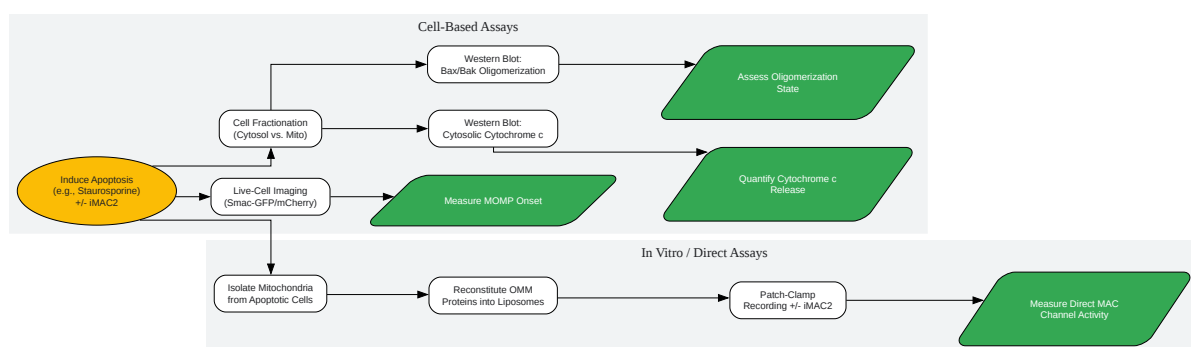 Cell-Based Assays
Western Blot:
Bax/Bak Oligomerization
Assess Oligomerization
State
Cell Fractionation
(Cytosol vs. Mito)
Western Blot:
Cytosolic Cytochrome c
Quantify Cytochrome c
Release
Induce Apoptosis
(e.g., Staurosporine)
+/- iMAC2
Live-Cell Imaging
(Smac-GFP/mCherry)
Measure MOMP Onset
In Vitro / Direct Assays
Isolate Mitochondria
from Apoptotic Cells
Reconstitute OMM
Proteins into Liposomes
Patch-Clamp
Recording +/- iMAC2
Measure Direct MAC
Channel Activity